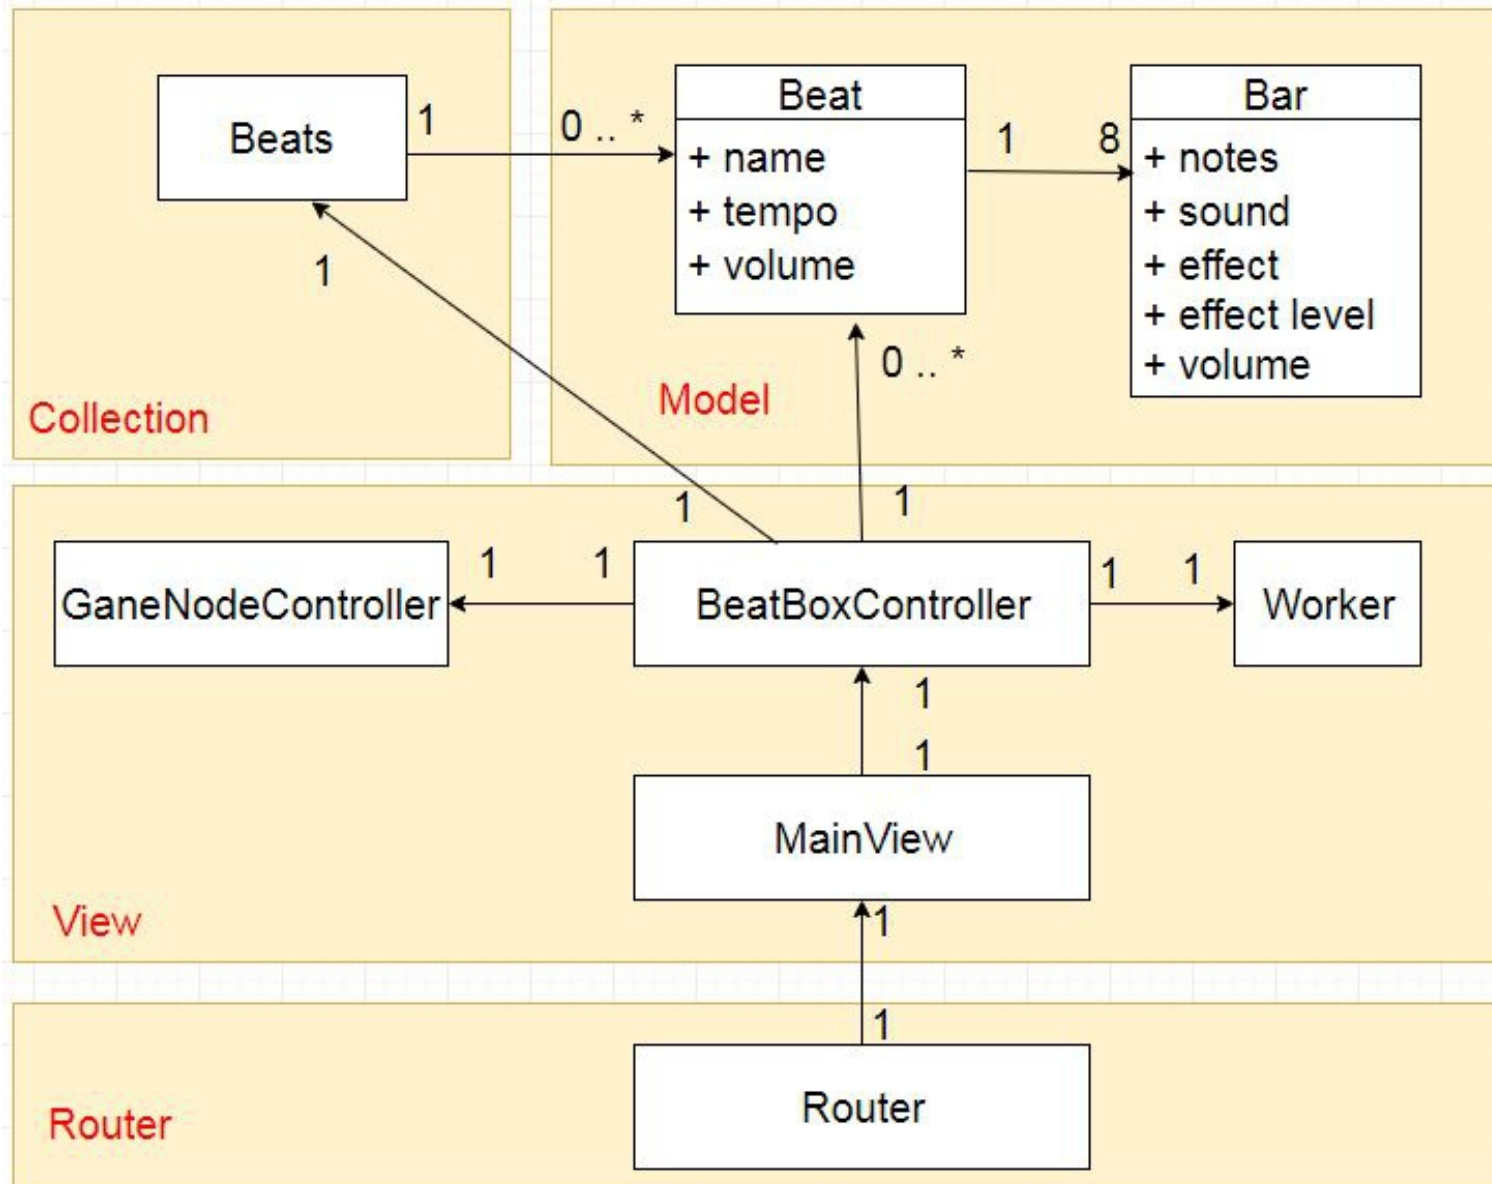 Beats
1
0 .. *
1
Collection
Beat
+ name
+ tempo
+ volume
1
8
Bar
+ notes
+ sound
+ effect
+ effect level
+ volume
0 .. *
Model
1
1
GaneNodeController
1
1
BeatBoxController
1
1
Worker
1
1
MainView
View
1
1
Router
Router